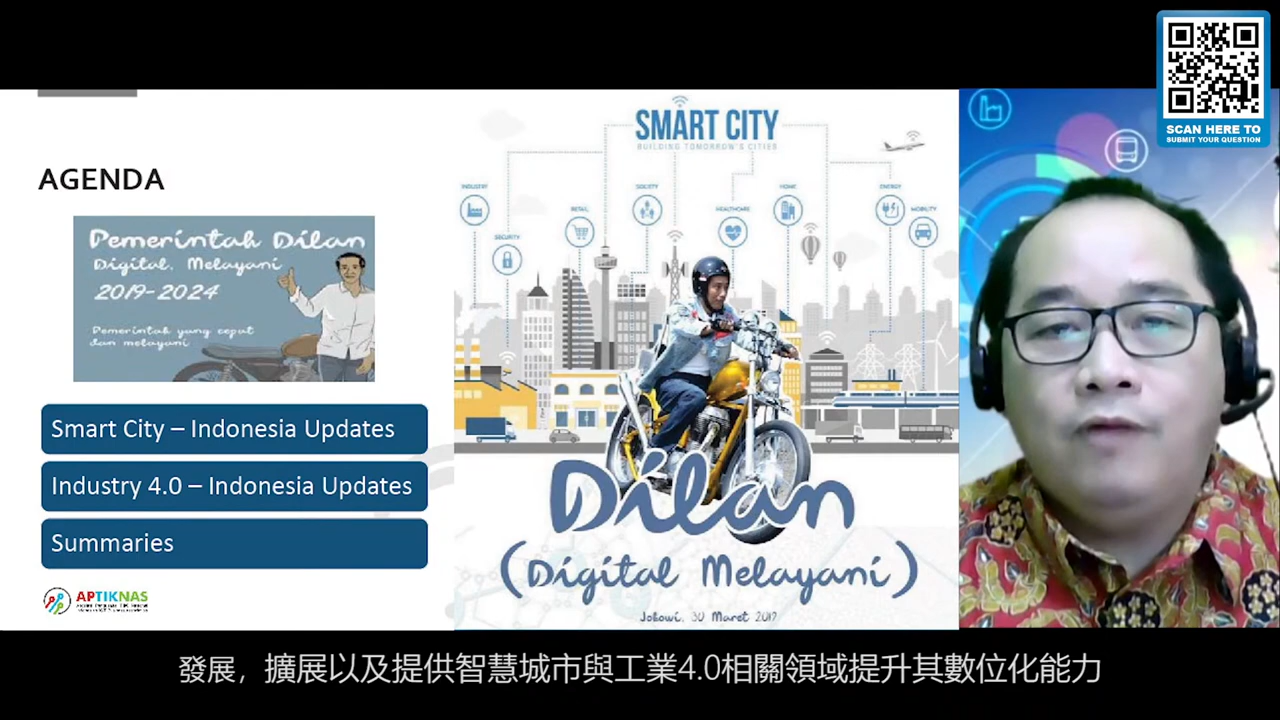 SCAN HERE TO
SUBMIT YOUR QUESTION
AGENDA
Pemerintah Dilan
Digital, Melayani
2019-2024
Pemerintah yang cepat
dan melayani
Smart City – Indonesia Updates
Industry 4.0 – Indonesia Updates
Summaries
APTIKNAS
SMART CITY
BUILDING TOMORROW'S CITIES
INDUSTRY
SECURITY
RETAIL
SOCIETY
HEALTHCARE
HOME
ENERGY
MOBILITY
Dilan
(Digital Melayani)
Jokowi, 30 Maret 2019
發展，擴展以及提供智慧城市與工業4.0相關領域提升其數位化能力